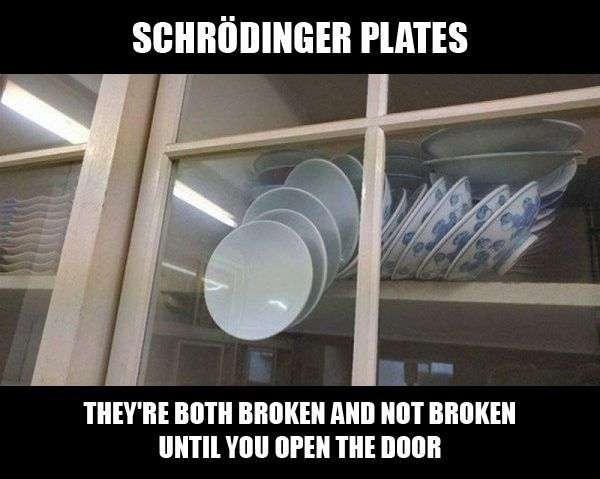 SCHRÖDINGER PLATES
THEY'RE BOTH BROKEN AND NOT BROKEN
UNTIL YOU OPEN THE DOOR